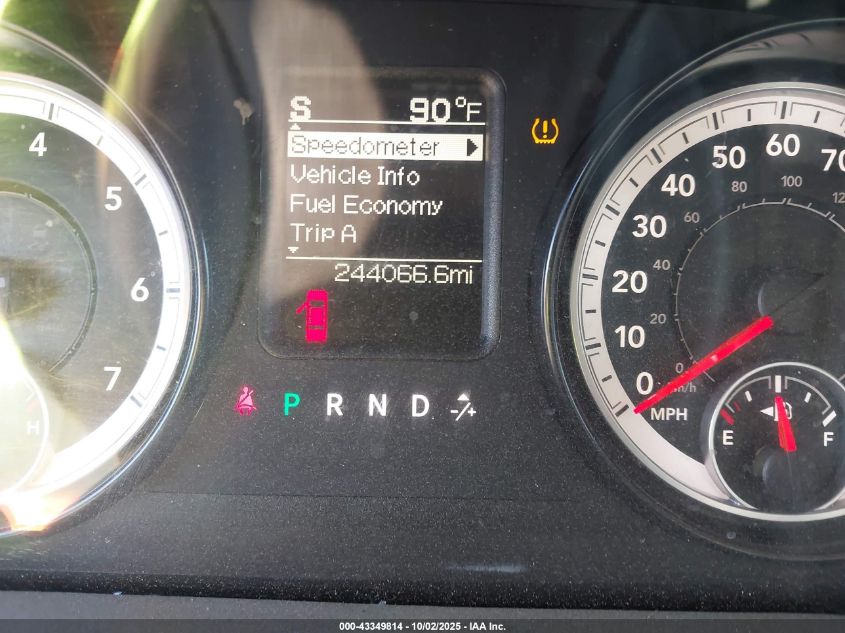 S 90°F
Speedometer
Vehicle Info
Fuel Economy
Trip A
244066.6mi
P R N D -/+
4
5
6
7
H
0
10
20
30
40
50
60
70
MPH
0
20
40
60
80
100
E F
000-43349814 - 10/02/2025 - IAA Inc.